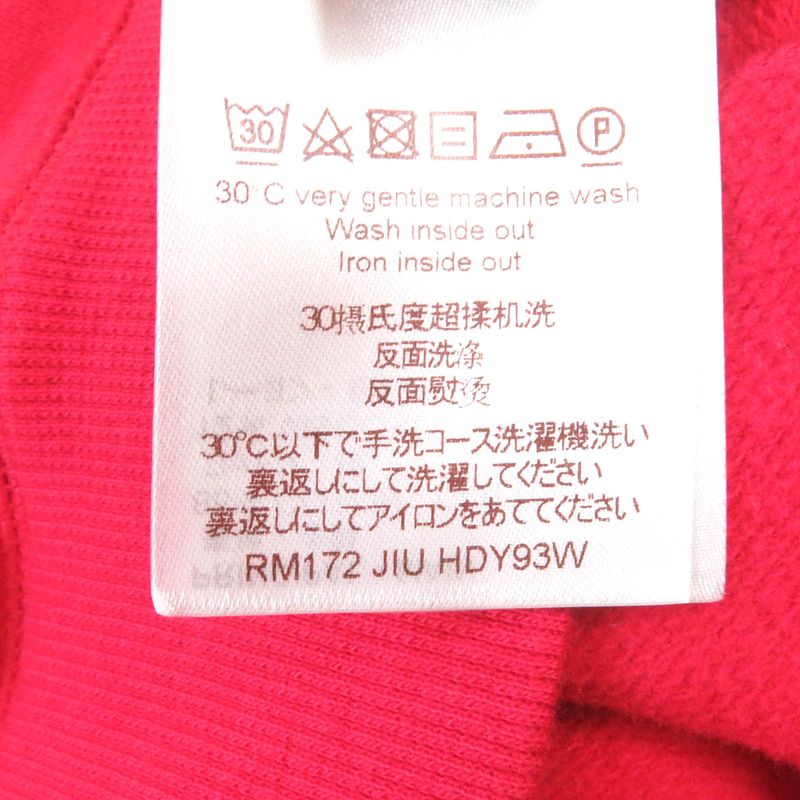 30
P
30°C very gentle machine wash
Wash inside out
Iron inside out
30摄氏度超揉机洗
反面洗涤
反面熨烫
30°C以下で手洗コース洗濯機洗い
裏返しにして洗濯してください
裏返しにしてアイロンをあててください
RM172 JIU HDY93W